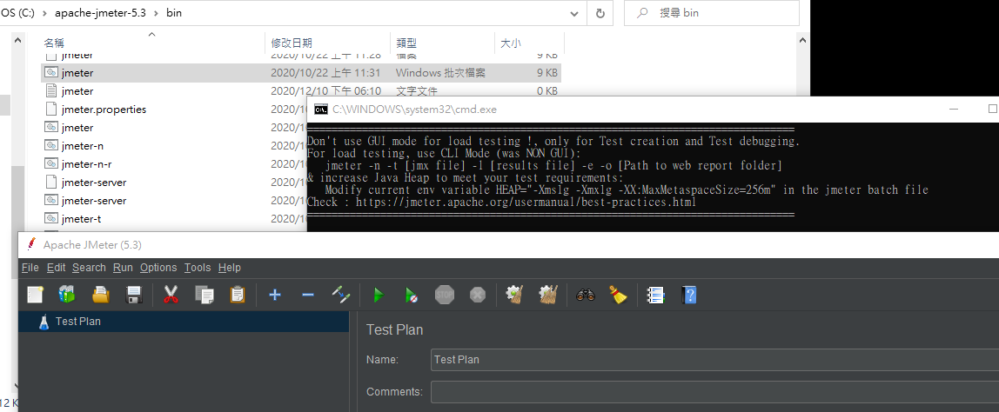 OS (C:) > apache-jmeter-5.3 > bin
搜尋 bin
名稱 修改日期 類型 大小
jmeter 2020/10/22 上午 11:28 檔案 9 KB
jmeter 2020/10/22 上午 11:31 Windows 批次檔案 9 KB
jmeter 2020/12/10 下午 06:10 文字文件 0 KB
jmeter.properties 2020/1
jmeter 2020/1
jmeter-n 2020/1
jmeter-n-r 2020/1
jmeter-server 2020/1
jmeter-server 2020/1
jmeter-t 2020/1
C:\WINDOWS\system32\cmd.exe
================================================================================
Don't use GUI mode for load testing !, only for Test creation and Test debugging.
For load testing, use CLI Mode (was NON GUI):
jmeter -n -t [jmx file] -l [results file] -e -o [Path to web report folder]
& increase Java Heap to meet your test requirements:
Modify current env variable HEAP="-Xms1g -Xmx1g -XX:MaxMetaspaceSize=256m" in the jmeter batch file
Check : https://jmeter.apache.org/usermanual/best-practices.html
================================================================================
Apache JMeter (5.3)
File Edit Search Run Options Tools Help
STOP
Test Plan
Test Plan
Name: Test Plan
Comments:
12 K